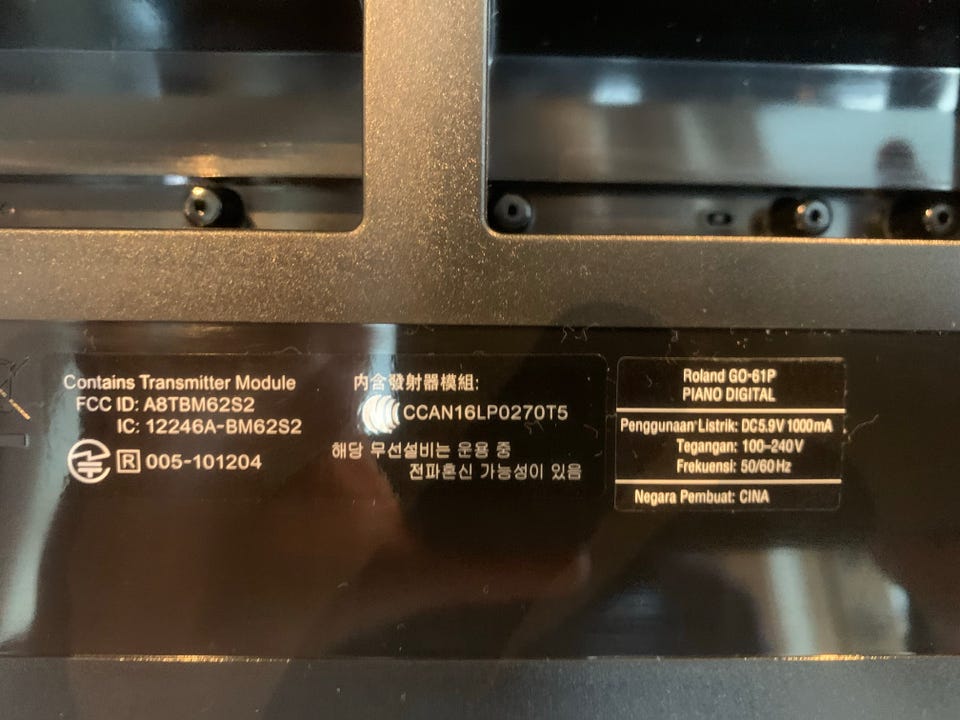 Contains Transmitter Module
FCC ID: A8TBM62S2
IC: 12246A-BM62S2
R 005-101204
內含發射器模組:
CCAN16LP0270T5
해당 무선설비는 운용 중
전파혼신 가능성이 있음
Roland GO-61P
PIANO DIGITAL
Penggunaan Listrik: DC5.9V 1000mA
Tegangan: 100–240V
Frekuensi: 50/60Hz
Negara Pembuat: CINA